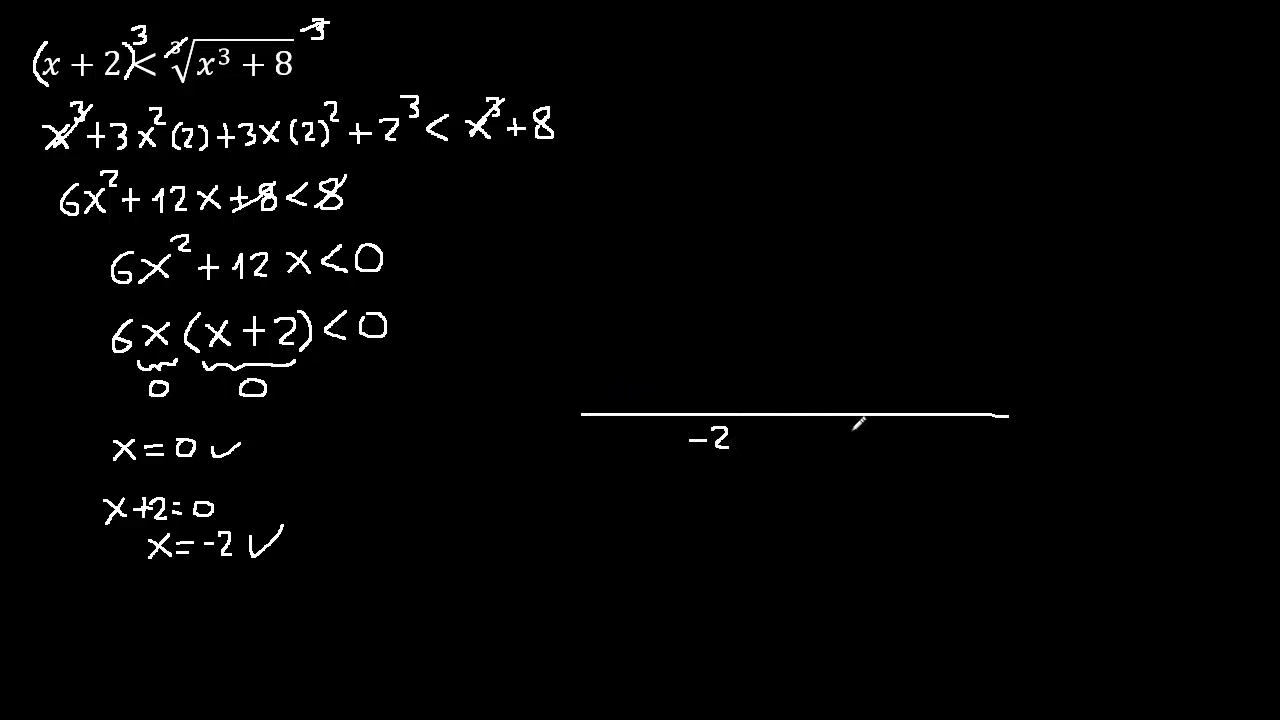 (x + 2)³ < ∛(x³ + 8) ³
x³ + 3x²(2) + 3x(2)² + 2³ < x³ + 8
6x² + 12x + 8 < 8
6x² + 12x < 0
6x(x + 2) < 0
0 0
x = 0 ✓
-2
x+2=0
x=-2 ✓